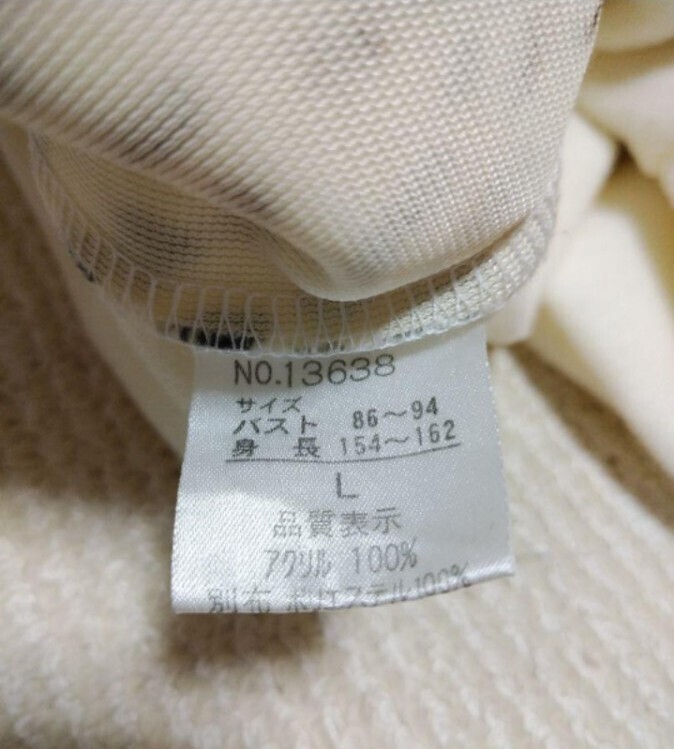 NO.13638
サイズ
バスト 86～94
身長 154～162
L
品質表示
アクリル 100%
別布 ポリエステル100%